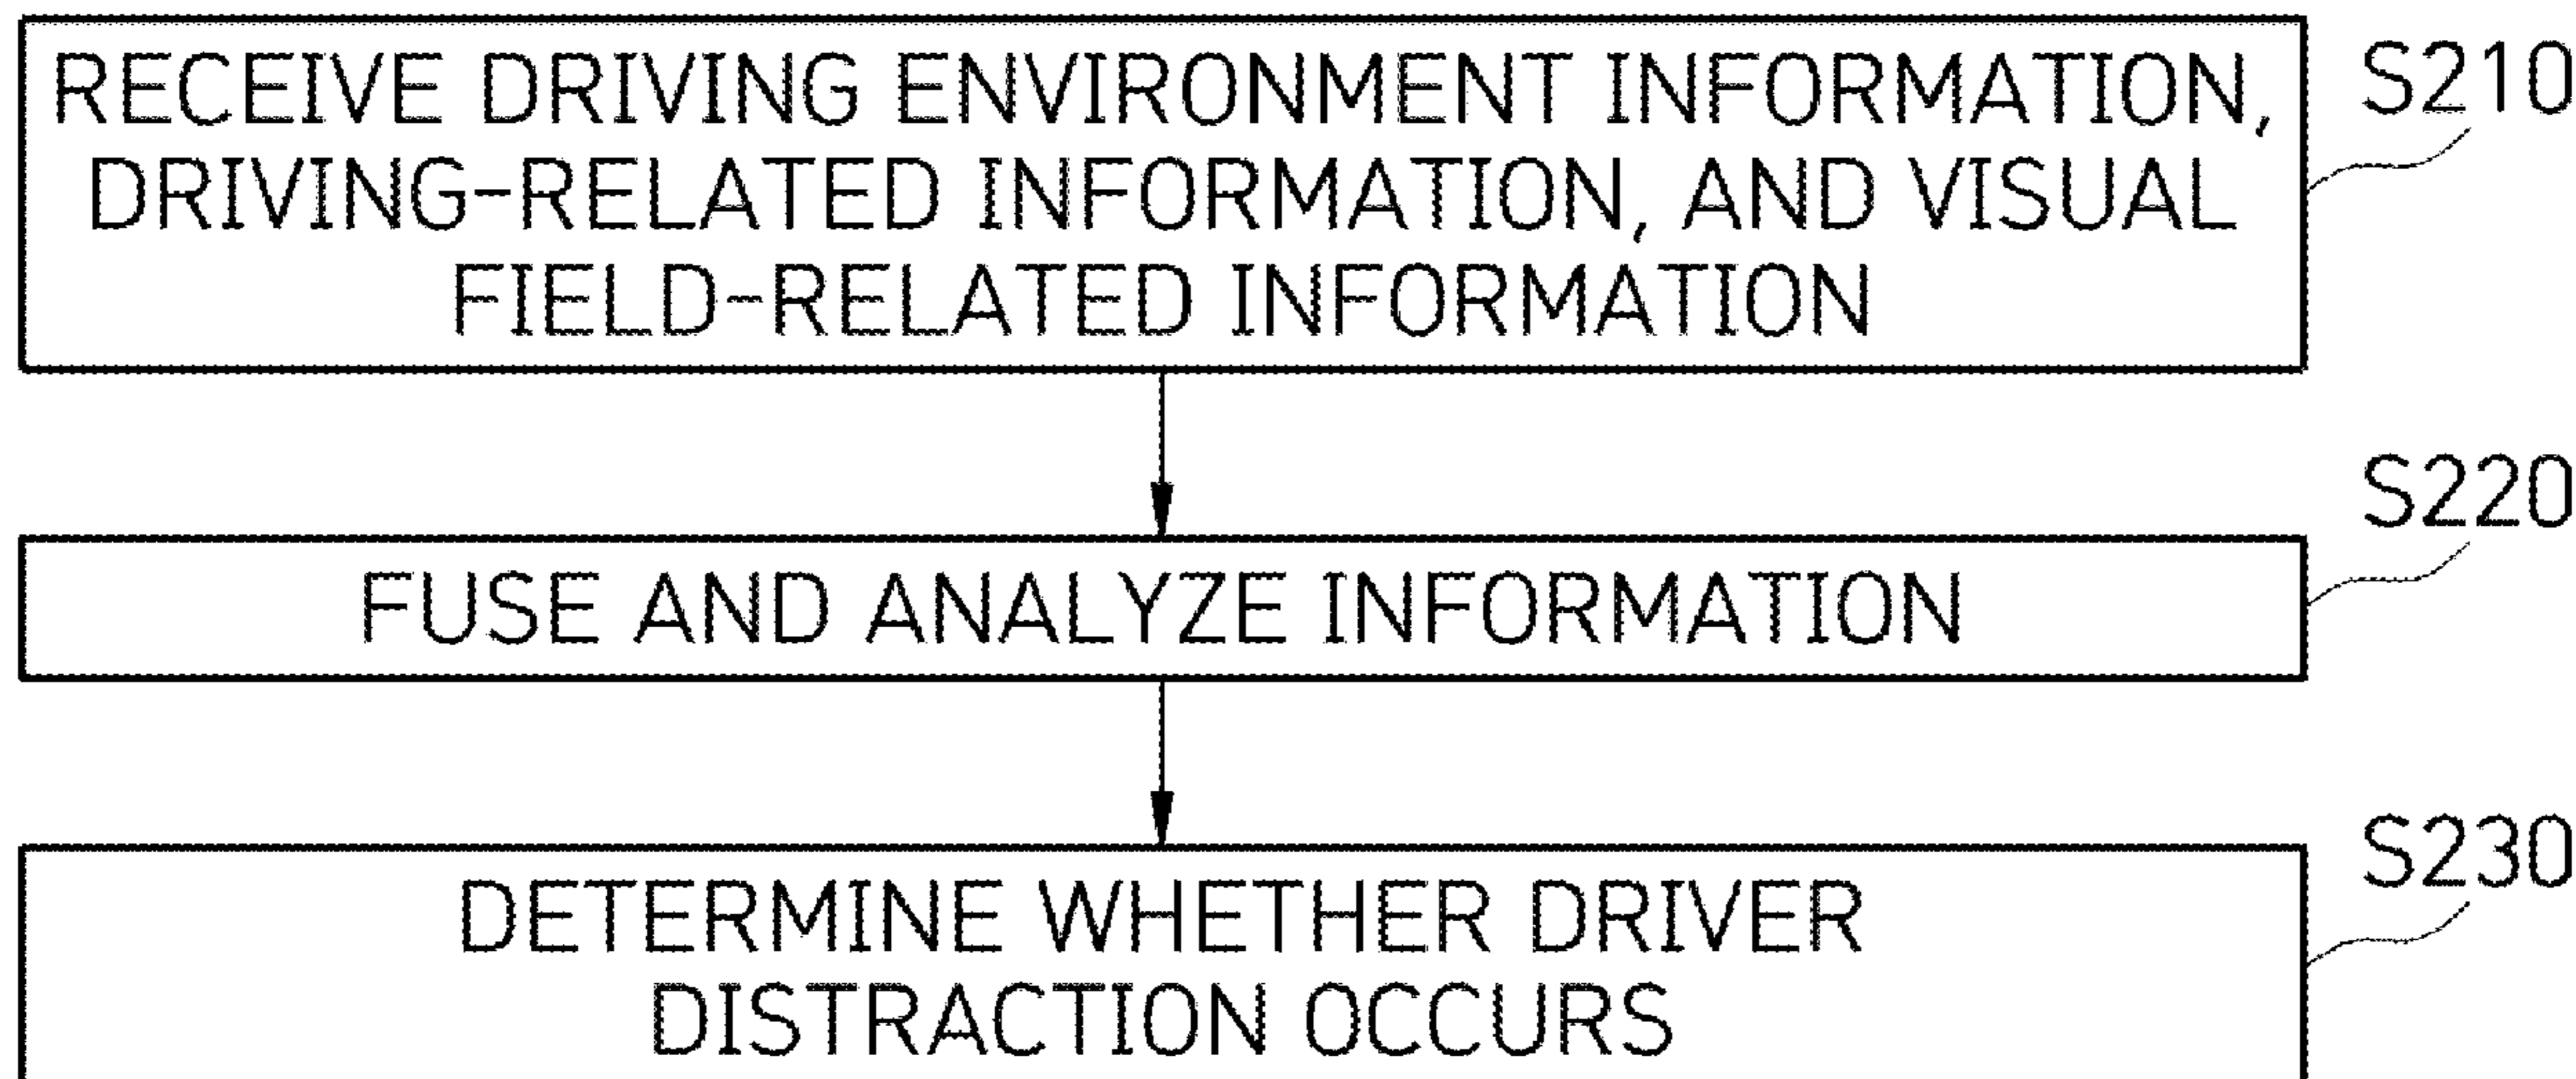 RECEIVE DRIVING ENVIRONMENT INFORMATION,
DRIVING-RELATED INFORMATION, AND VISUAL
FIELD-RELATED INFORMATION
S210
FUSE AND ANALYZE INFORMATION
S220
DETERMINE WHETHER DRIVER
DISTRACTION OCCURS
S230